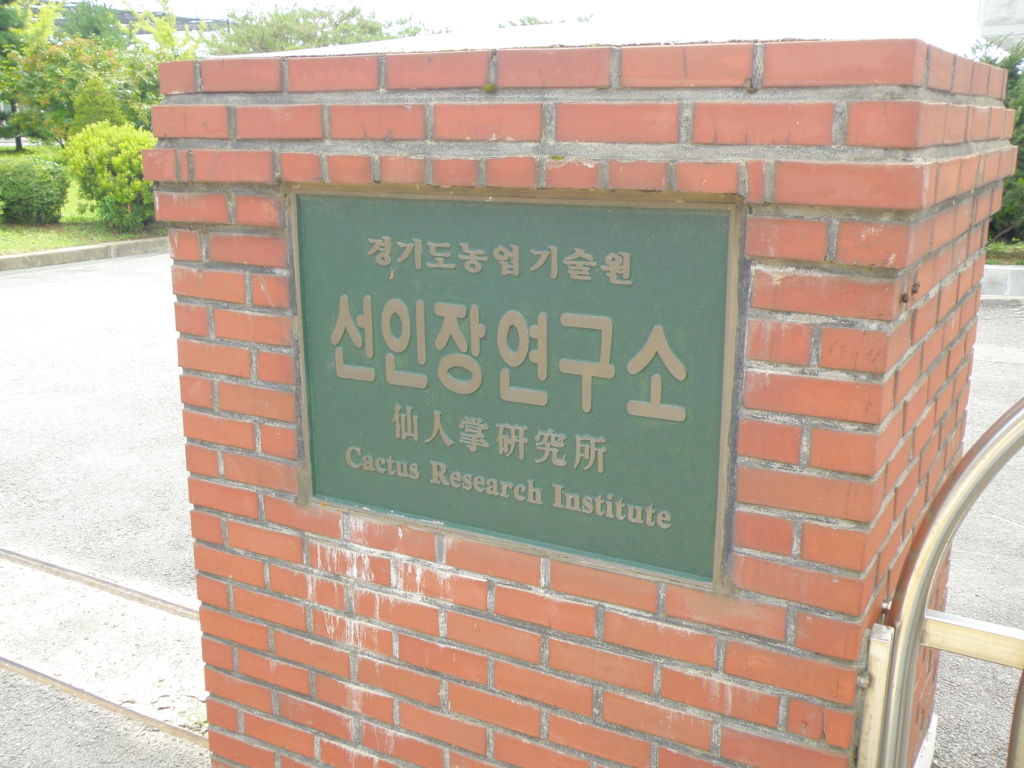 경기도농업기술원
선인장연구소
仙人掌硏究所
Cactus Research Institute